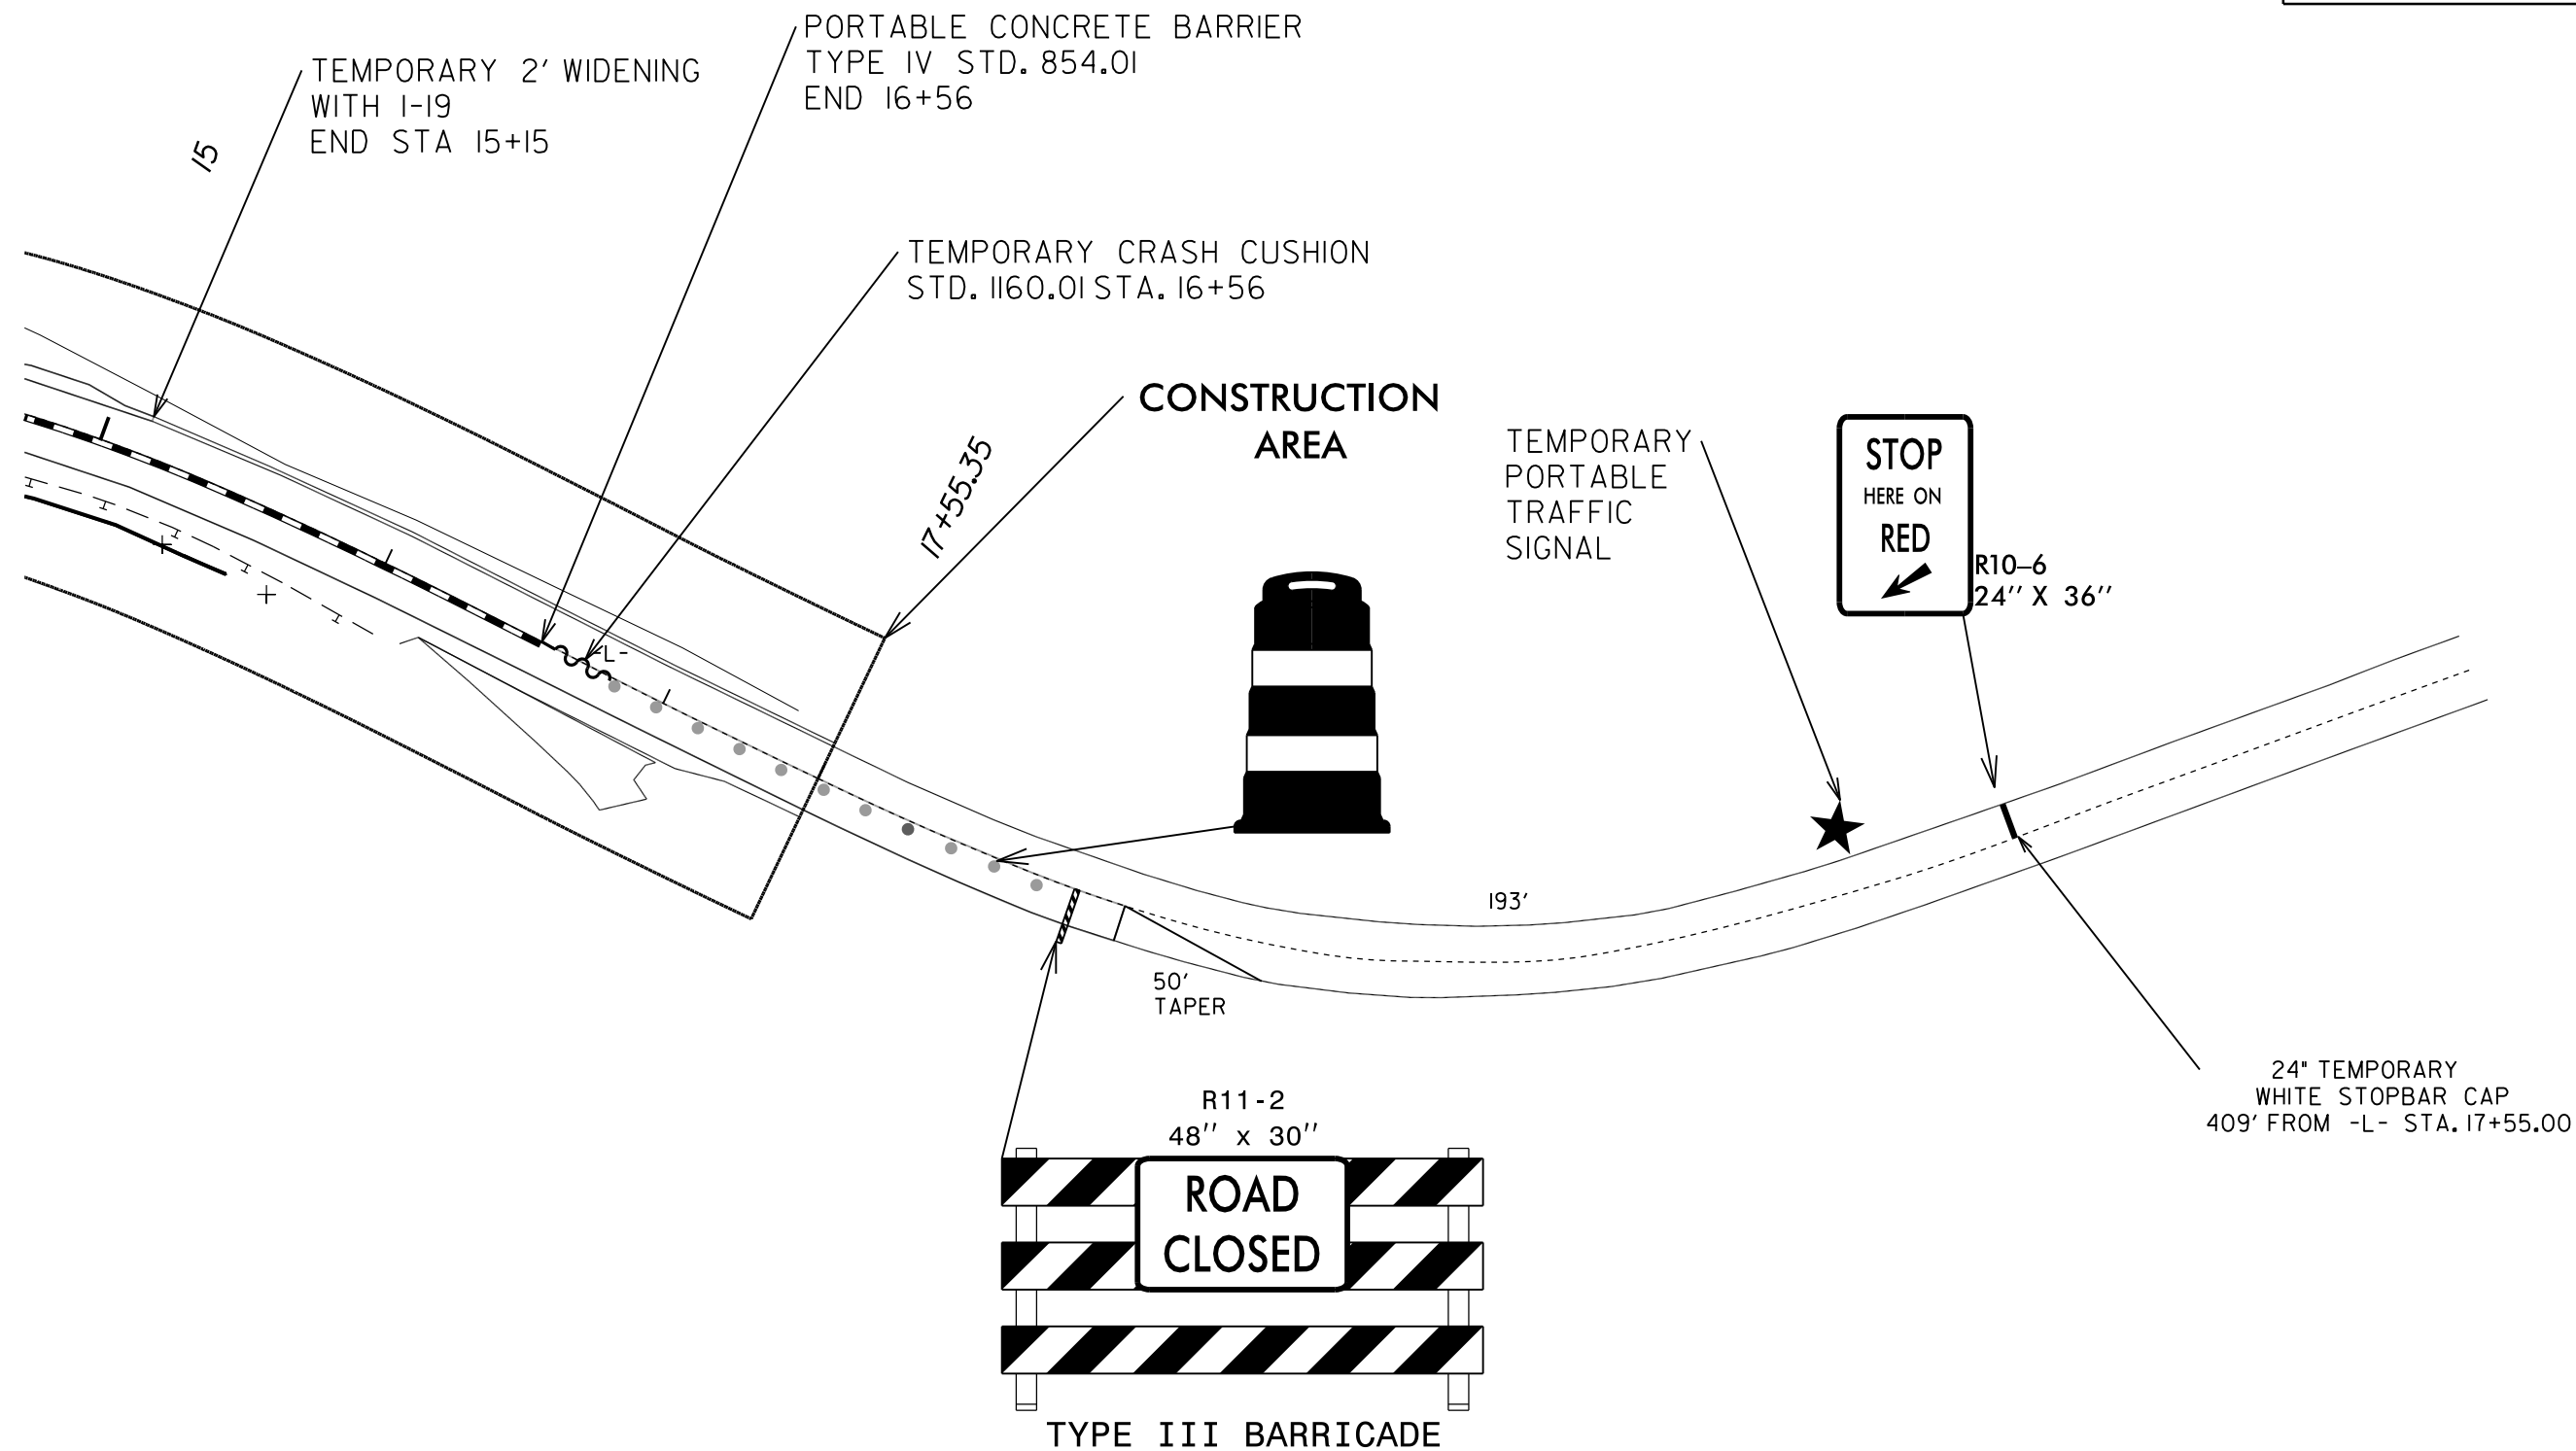 PORTABLE CONCRETE BARRIER
TYPE IV STD. 854.01
END 16+56
TEMPORARY 2' WIDENING
WITH I-19
END STA 15+15
15
TEMPORARY CRASH CUSHION
STD. 1160.01 STA. 16+56
CONSTRUCTION
AREA
17+55.35
TEMPORARY
PORTABLE
TRAFFIC
SIGNAL
STOP
HERE ON
RED
R10-6
24'' X 36''
-L-
193'
50'
TAPER
24" TEMPORARY
WHITE STOPBAR CAP
409' FROM -L- STA. 17+55.00
R11-2
48'' x 30''
ROAD
CLOSED
TYPE III BARRICADE